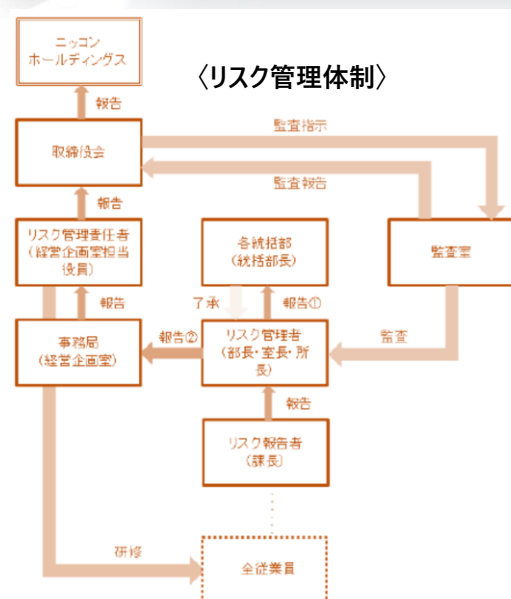 ニッコン
ホールディングス
〈リスク管理体制〉
報告
取締役会
監査指示
監査報告
報告
リスク管理責任者
(経営企画室担当
役員)
各統括部
(統括部長)
監査室
報告
了承
報告①
事務局
(経営企画室)
報告②
リスク管理者
(部長・室長・所
長)
監査
報告
リスク報告者
(課長)
研修
全従業員